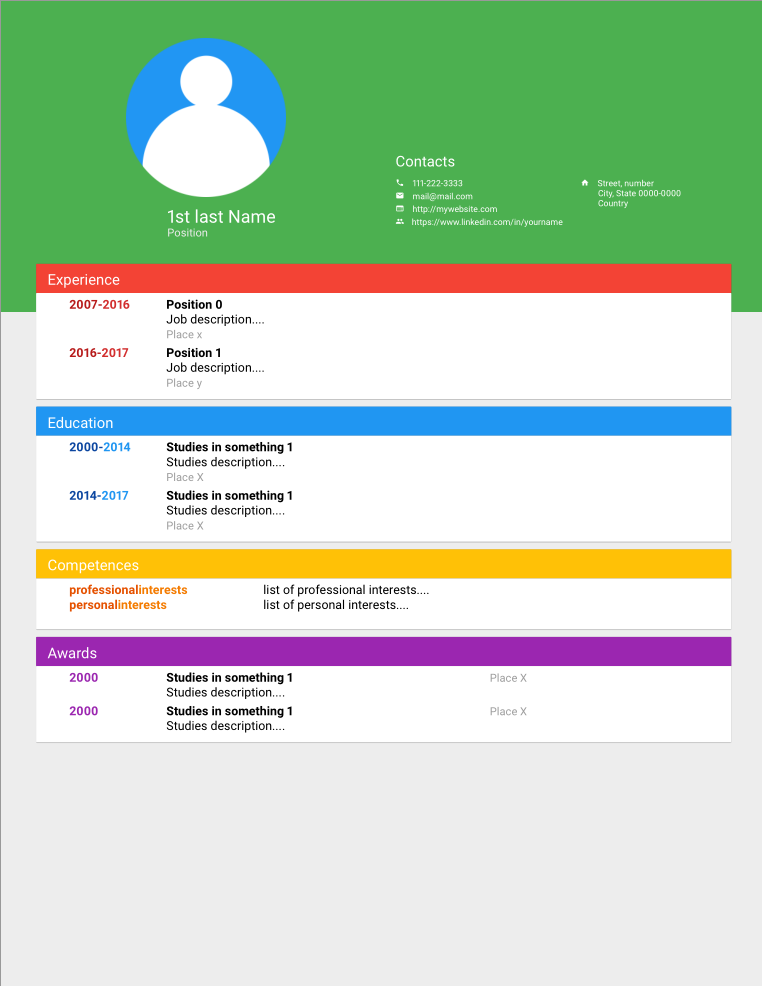 1st last Name
Position
Contacts
111-222-3333
mail@mail.com
http://mywebsite.com
https://www.linkedin.com/in/yourname
Street, number
City, State 0000-0000
Country
Experience
2007-2016 Position 0
Job description....
Place x
2016-2017 Position 1
Job description....
Place y
Education
2000-2014 Studies in something 1
Studies description....
Place X
2014-2017 Studies in something 1
Studies description....
Place X
Competences
professionalinterests list of professional interests....
personalinterests list of personal interests....
Awards
2000 Studies in something 1 Place X
Studies description....
2000 Studies in something 1 Place X
Studies description....